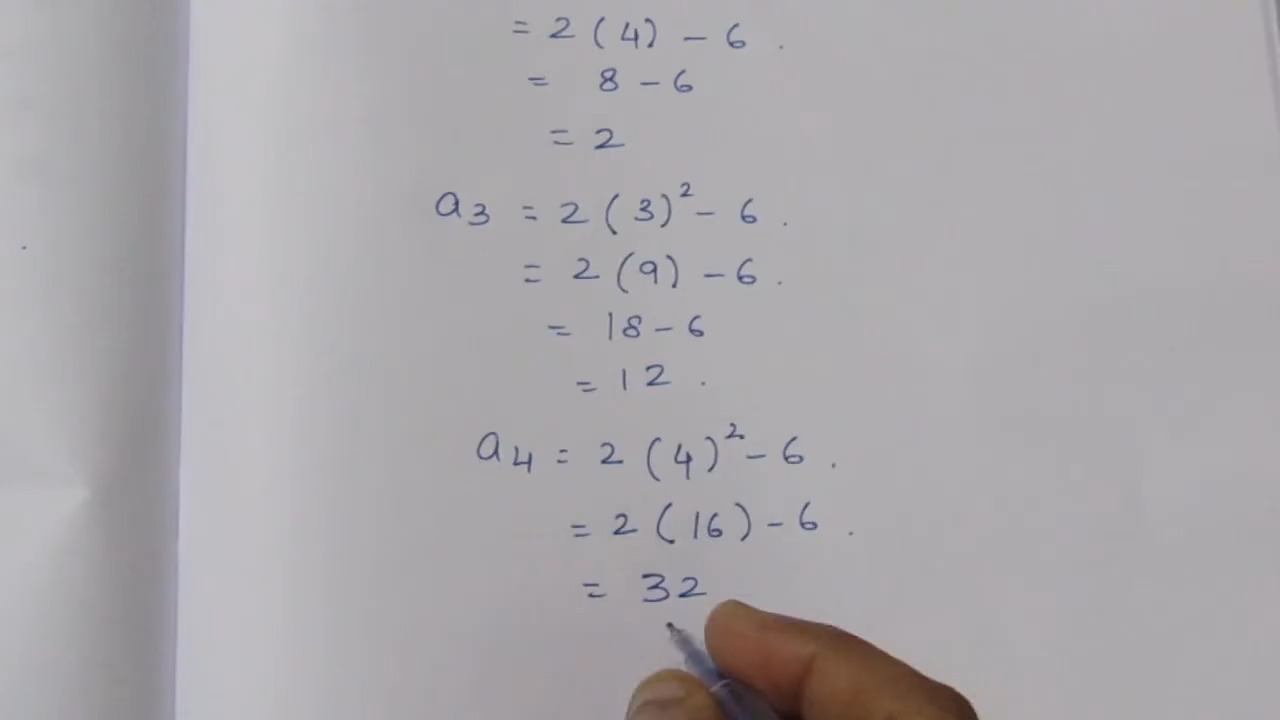 = 2 ( 4 ) - 6 .
= 8 - 6
= 2
a₃ = 2 ( 3 )² - 6 .
= 2 ( 9 ) - 6 .
= 18 - 6
= 12 .
a₄ = 2 ( 4 )² - 6 .
= 2 ( 16 ) - 6 .
= 32